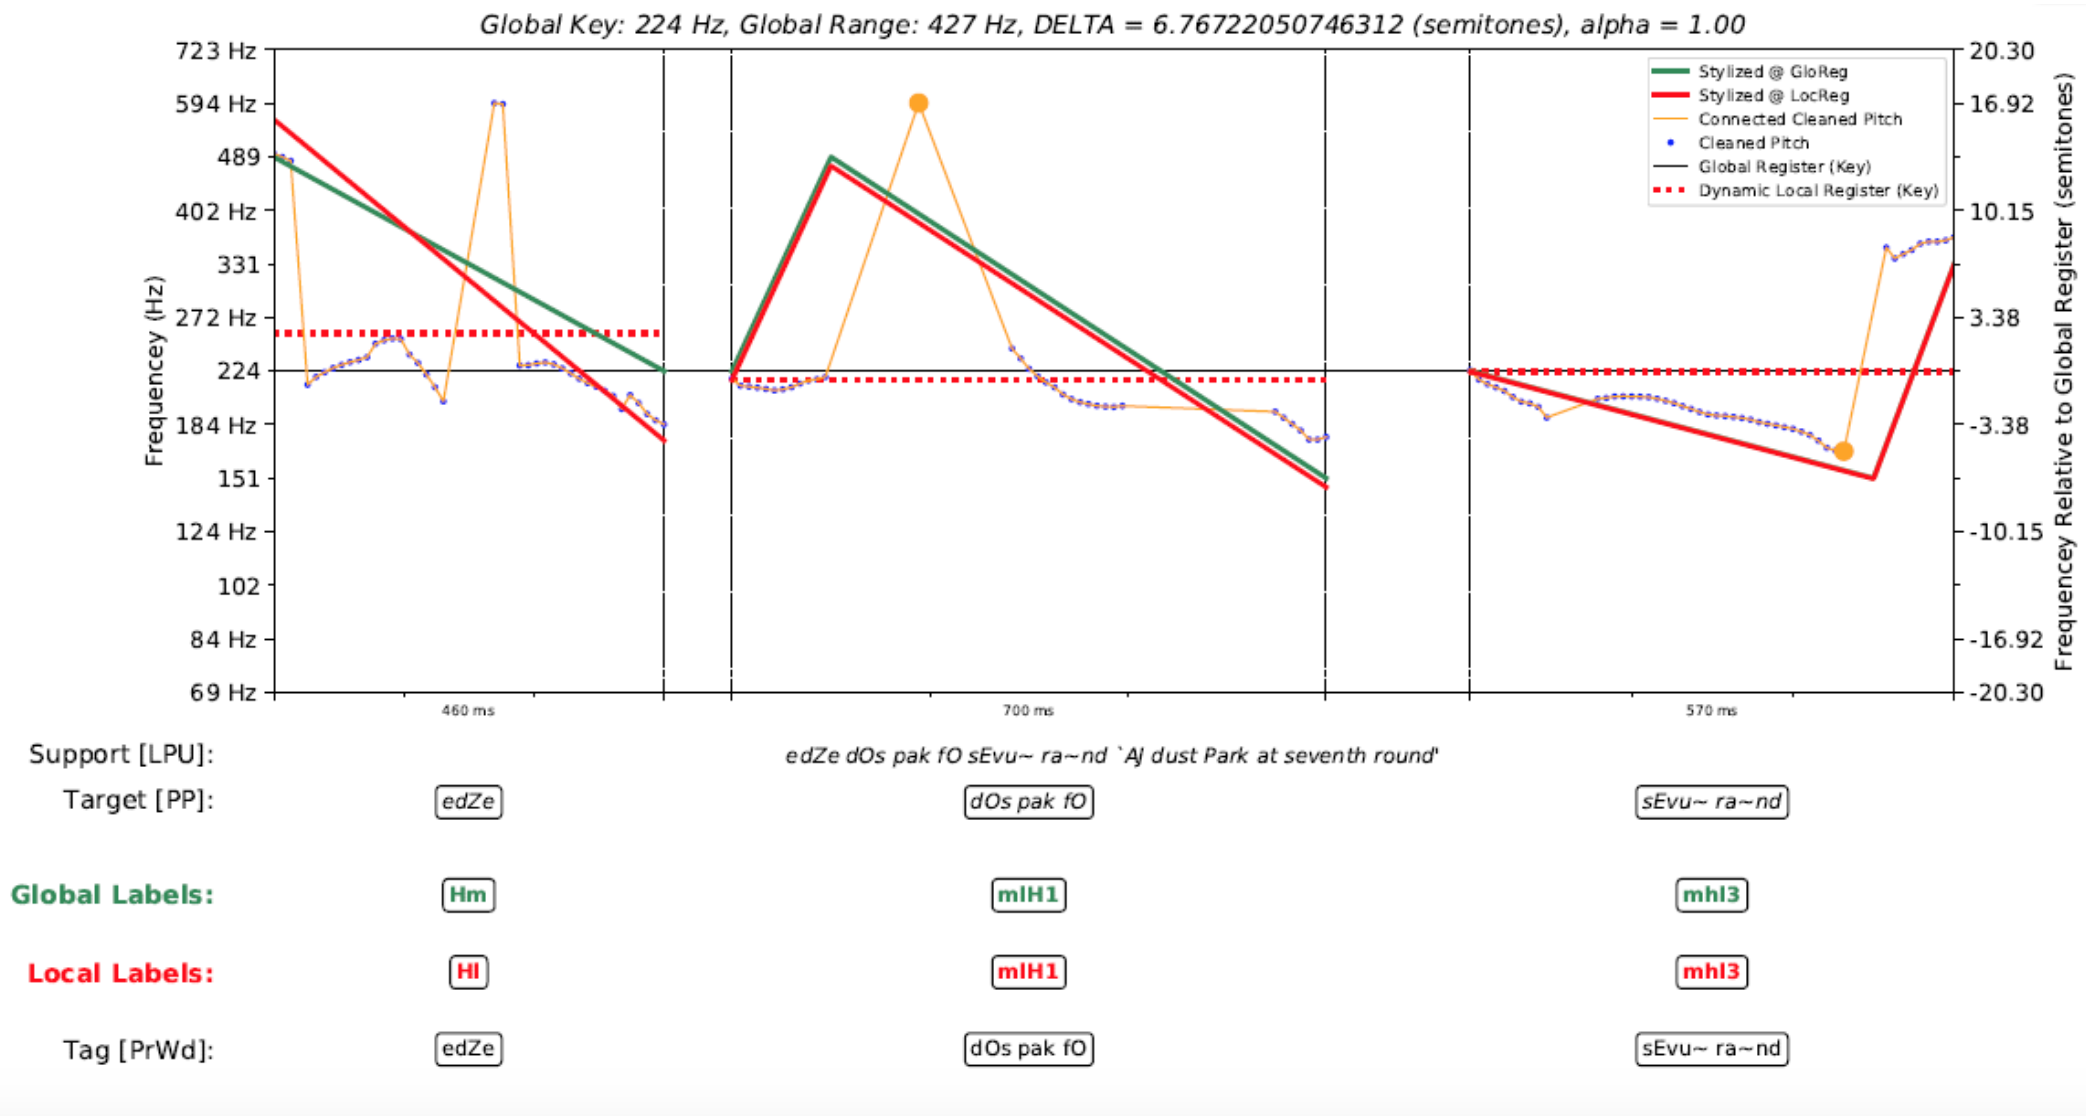 Global Key: 224 Hz, Global Range: 427 Hz, DELTA = 6.76722050746312 (semitones), alpha = 1.00
723 Hz
594 Hz
489
402 Hz
331
272 Hz
224
184 Hz
151
124 Hz
102
84 Hz
69 Hz
Frequencey (Hz)
20.30
16.92
10.15
3.38
-3.38
-10.15
-16.92
-20.30
Frequencey Relative to Global Register (semitones)
Stylized @ GloReg
Stylized @ LocReg
Connected Cleaned Pitch
Cleaned Pitch
Global Register (Key)
Dynamic Local Register (Key)
460 ms 700 ms 570 ms
Support [LPU]: edZe dOs pak fO sEvu~ ra~nd `AJ dust Park at seventh round'
Target [PP]: edZe dOs pak fO sEvu~ ra~nd
Global Labels: Hm mlH1 mhl3
Local Labels: Hl mlH1 mhl3
Tag [PrWd]: edZe dOs pak fO sEvu~ ra~nd